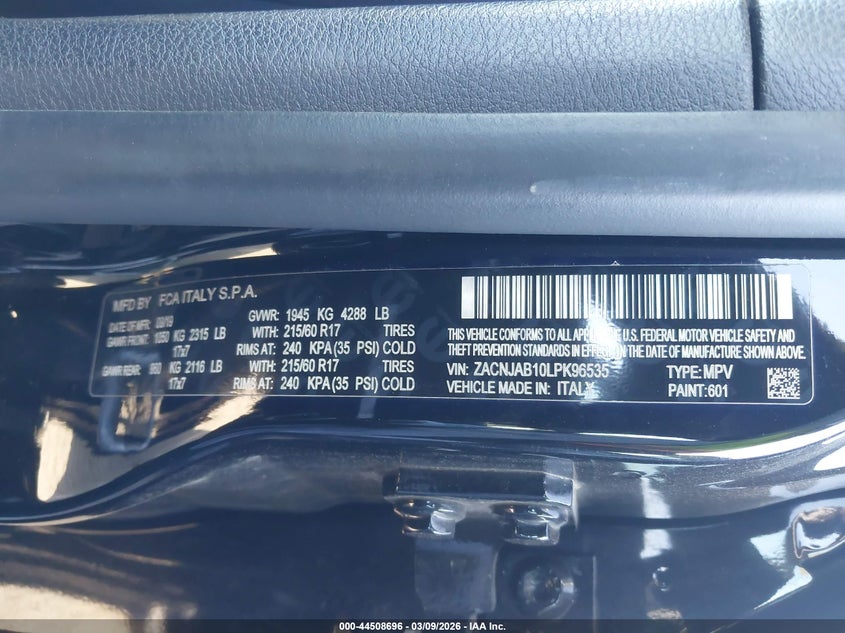 MFD BY FCA ITALY S.P.A.
DATE OF MFR 09/19 GVWR: 1945 KG 4288 LB
GAWR FRONT: 1050 KG 2315 LB WITH: 215/60 R17 TIRES
17x7 RIMS AT: 240 KPA (35 PSI) COLD
GAWR REAR: 960 KG 2116 LB WITH: 215/60 R17 TIRES
17x7 RIMS AT: 240 KPA (35 PSI) COLD
THIS VEHICLE CONFORMS TO ALL APPLICABLE U.S. FEDERAL MOTOR VEHICLE SAFETY AND
THEFT PREVENTION STANDARDS IN EFFECT ON THE DATE OF MANUFACTURE SHOWN ABOVE
VIN: ZACNJAB10LPK96535 TYPE: MPV
VEHICLE MADE IN: ITALY PAINT: 601
000-44508696 - 03/09/2026 - IAA Inc.